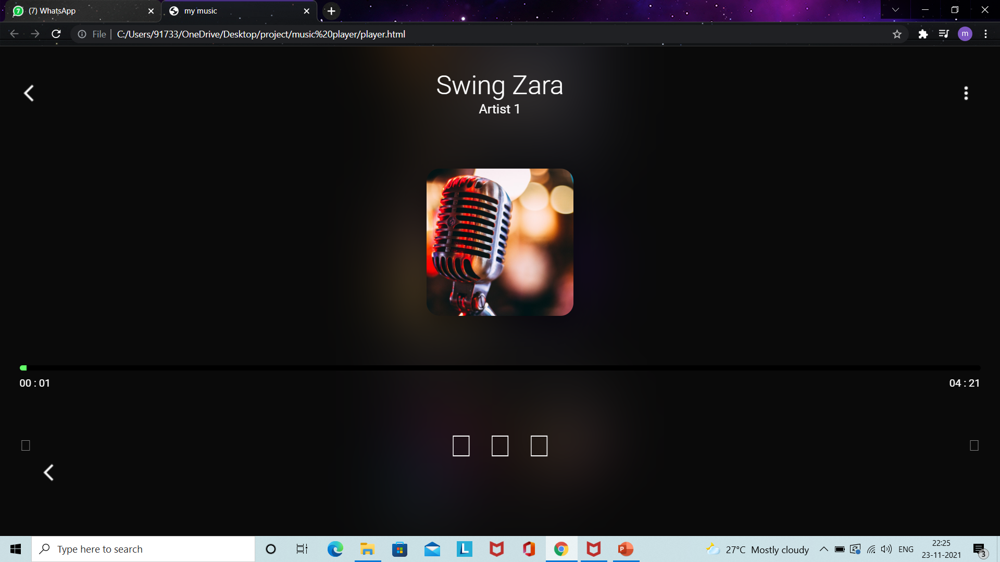 7
(7) WhatsApp
my music
File
C:/Users/91733/OneDrive/Desktop/project/music%20player/player.html
m
Swing Zara
Artist 1
00 : 01
04 : 21
Type here to search
L
P
27°C Mostly cloudy
ENG
22:25
23-11-2021
3